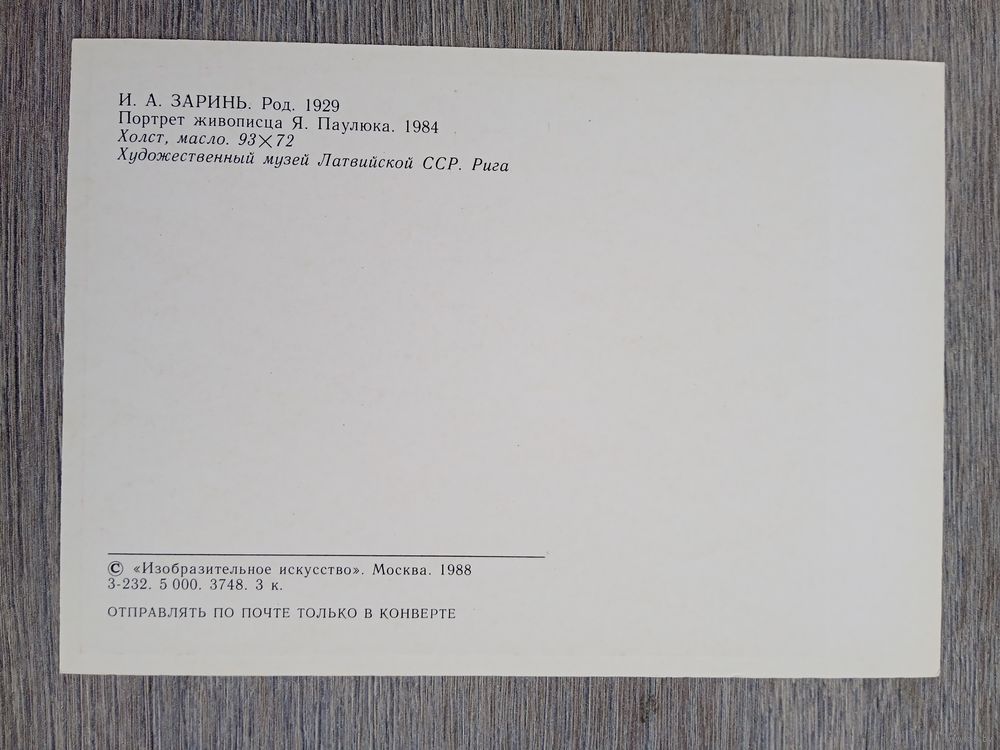 И. А. ЗАРИНЬ. Род. 1929
Портрет живописца Я. Паулюка. 1984
Холст, масло. 93×72
Художественный музей Латвийской ССР. Рига
© «Изобразительное искусство». Москва. 1988
3-232. 5 000. 3748. 3 к.
ОТПРАВЛЯТЬ ПО ПОЧТЕ ТОЛЬКО В КОНВЕРТЕ